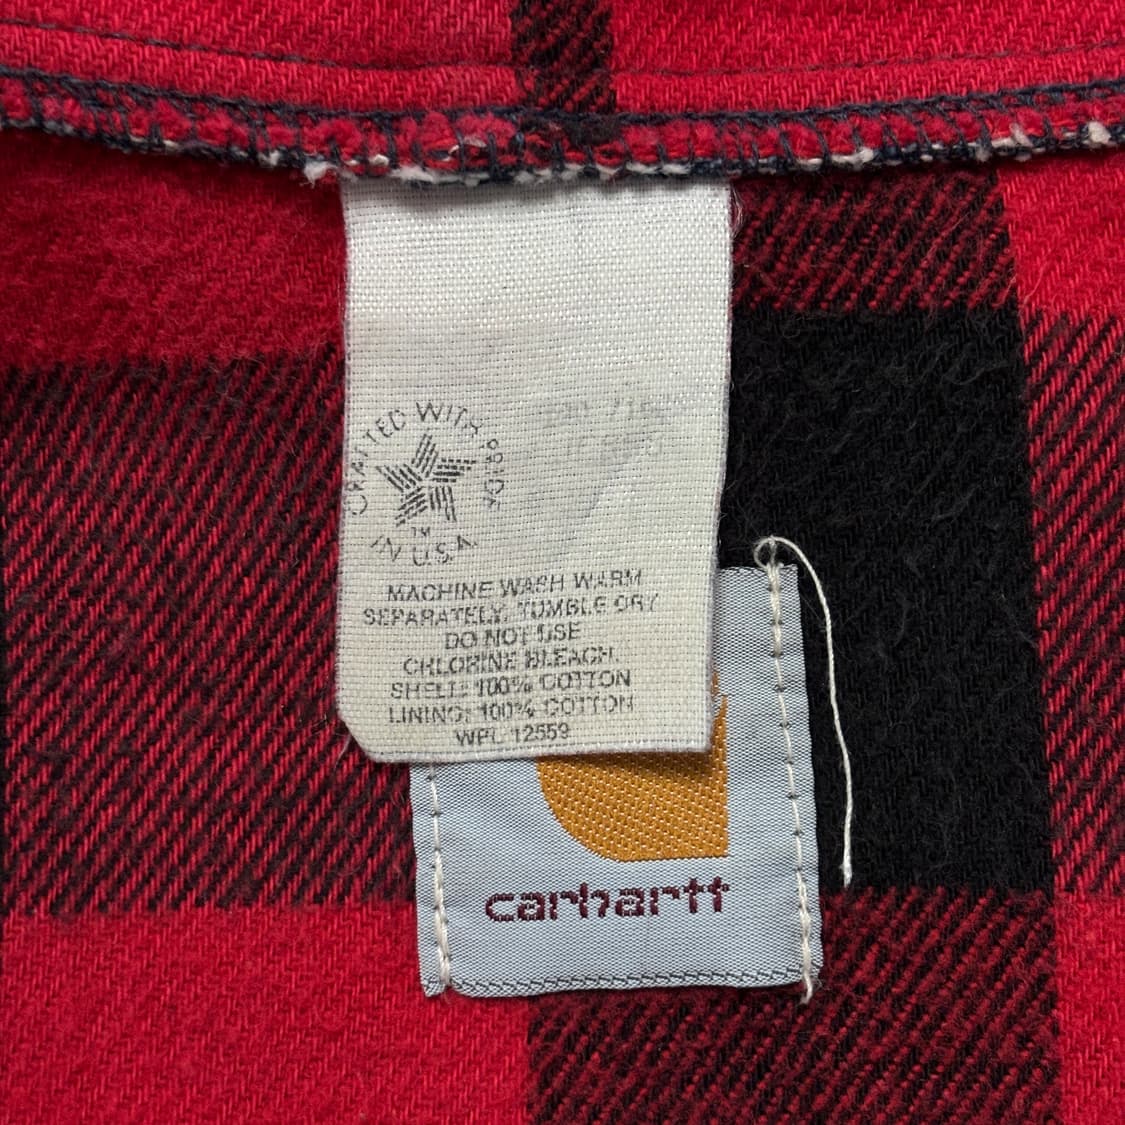 CRAFTED WITH PRIDE
IN U.S.A.
TM
MACHINE WASH WARM
SEPARATELY, TUMBLE DRY
DO NOT USE
CHLORINE BLEACH.
SHELL: 100% COTTON
LINING: 100% COTTON
WPL 12559
carhartt